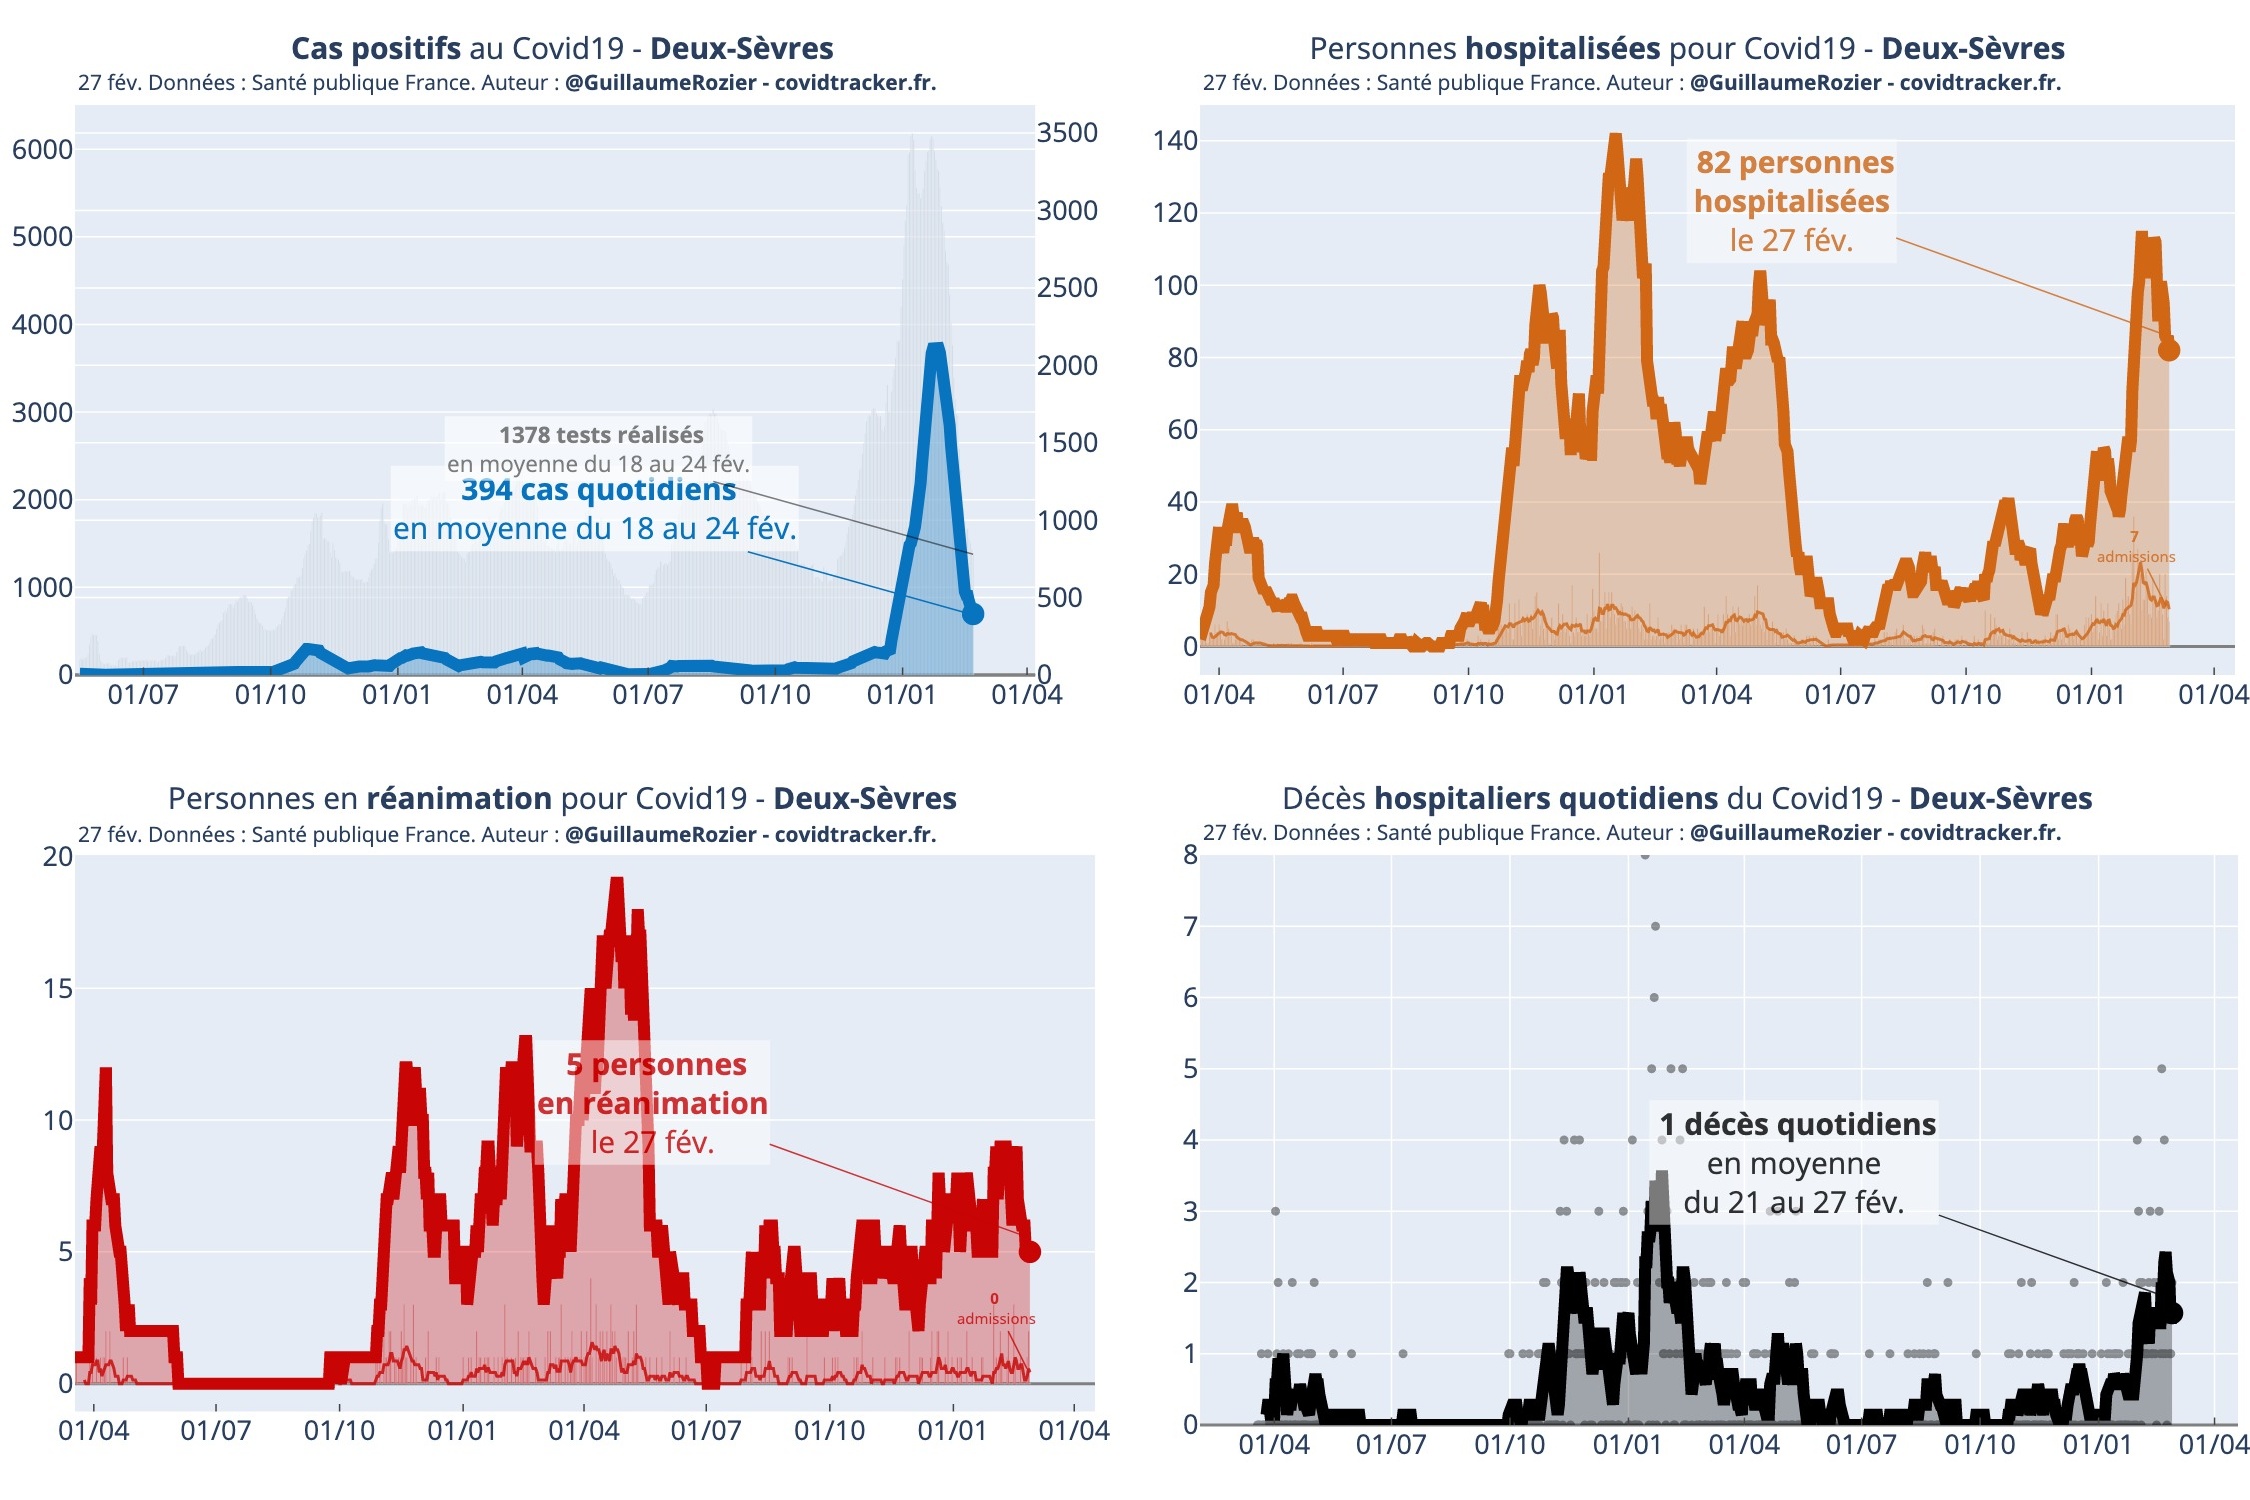 Cas positifs au Covid19 - Deux-Sèvres
27 fév. Données : Santé publique France. Auteur : @GuillaumeRozier - covidtracker.fr.
6000
5000
4000
3000
2000
1000
0
3500
3000
2500
2000
1500
1000
500
0
1378 tests réalisés
en moyenne du 18 au 24 fév.
394 cas quotidiens
en moyenne du 18 au 24 fév.
01/07 01/10 01/01 01/04 01/07 01/10 01/01 01/04
Personnes hospitalisées pour Covid19 - Deux-Sèvres
27 fév. Données : Santé publique France. Auteur : @GuillaumeRozier - covidtracker.fr.
140
120
100
80
60
40
20
0
82 personnes
hospitalisées
le 27 fév.
7
admissions
01/04 01/07 01/10 01/01 01/04 01/07 01/10 01/01 01/04
Personnes en réanimation pour Covid19 - Deux-Sèvres
27 fév. Données : Santé publique France. Auteur : @GuillaumeRozier - covidtracker.fr.
20
15
10
5
0
5 personnes
en réanimation
le 27 fév.
0
admissions
01/04 01/07 01/10 01/01 01/04 01/07 01/10 01/01 01/04
Décès hospitaliers quotidiens du Covid19 - Deux-Sèvres
27 fév. Données : Santé publique France. Auteur : @GuillaumeRozier - covidtracker.fr.
8
7
6
5
4
3
2
1
0
1 décès quotidiens
en moyenne
du 21 au 27 fév.
01/04 01/07 01/10 01/01 01/04 01/07 01/10 01/01 01/04